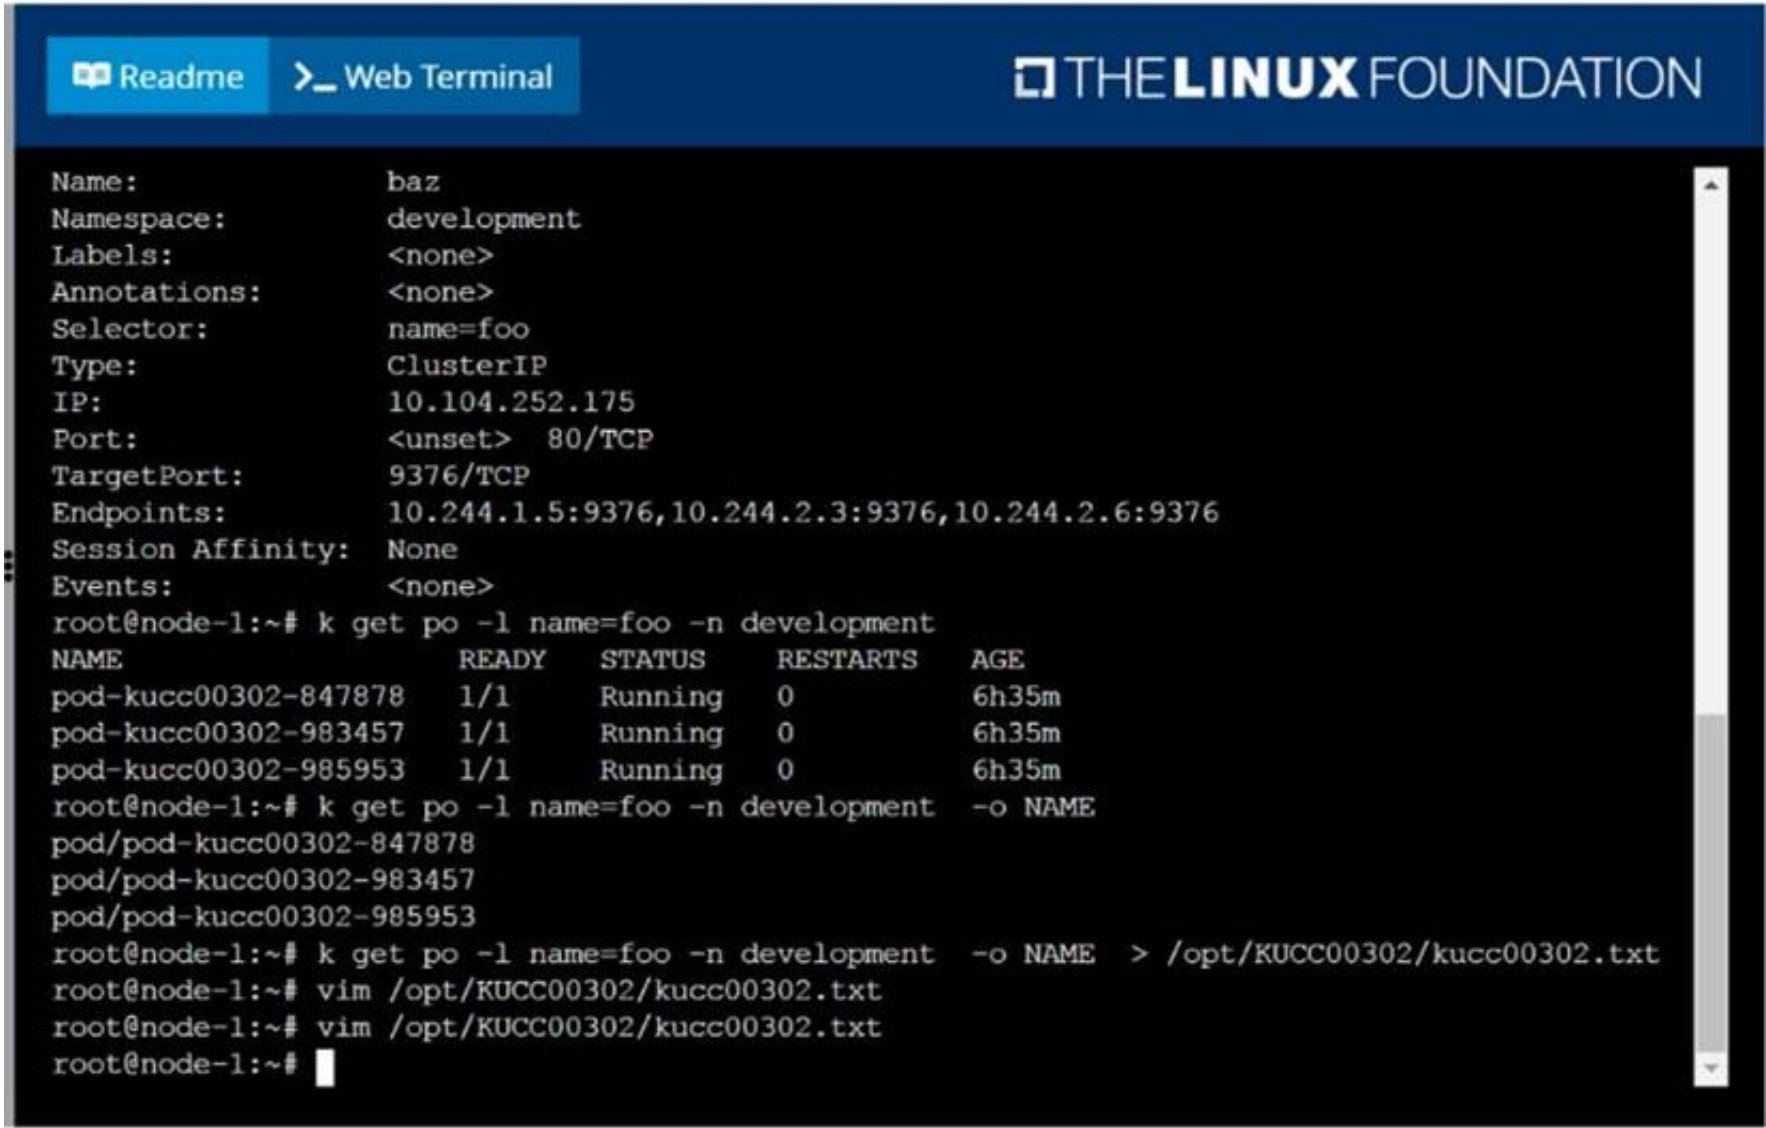 Readme >_ Web Terminal THE LINUX FOUNDATION
Name: baz
Namespace: development
Labels: <none>
Annotations: <none>
Selector: name=foo
Type: ClusterIP
IP: 10.104.252.175
Port: <unset> 80/TCP
TargetPort: 9376/TCP
Endpoints: 10.244.1.5:9376,10.244.2.3:9376,10.244.2.6:9376
Session Affinity: None
Events: <none>
root@node-1:~# k get po -l name=foo -n development
NAME READY STATUS RESTARTS AGE
pod-kucc00302-847878 1/1 Running 0 6h35m
pod-kucc00302-983457 1/1 Running 0 6h35m
pod-kucc00302-985953 1/1 Running 0 6h35m
root@node-1:~# k get po -l name=foo -n development -o NAME
pod/pod-kucc00302-847878
pod/pod-kucc00302-983457
pod/pod-kucc00302-985953
root@node-1:~# k get po -l name=foo -n development -o NAME > /opt/KUCC00302/kucc00302.txt
root@node-1:~# vim /opt/KUCC00302/kucc00302.txt
root@node-1:~# vim /opt/KUCC00302/kucc00302.txt
root@node-1:~#